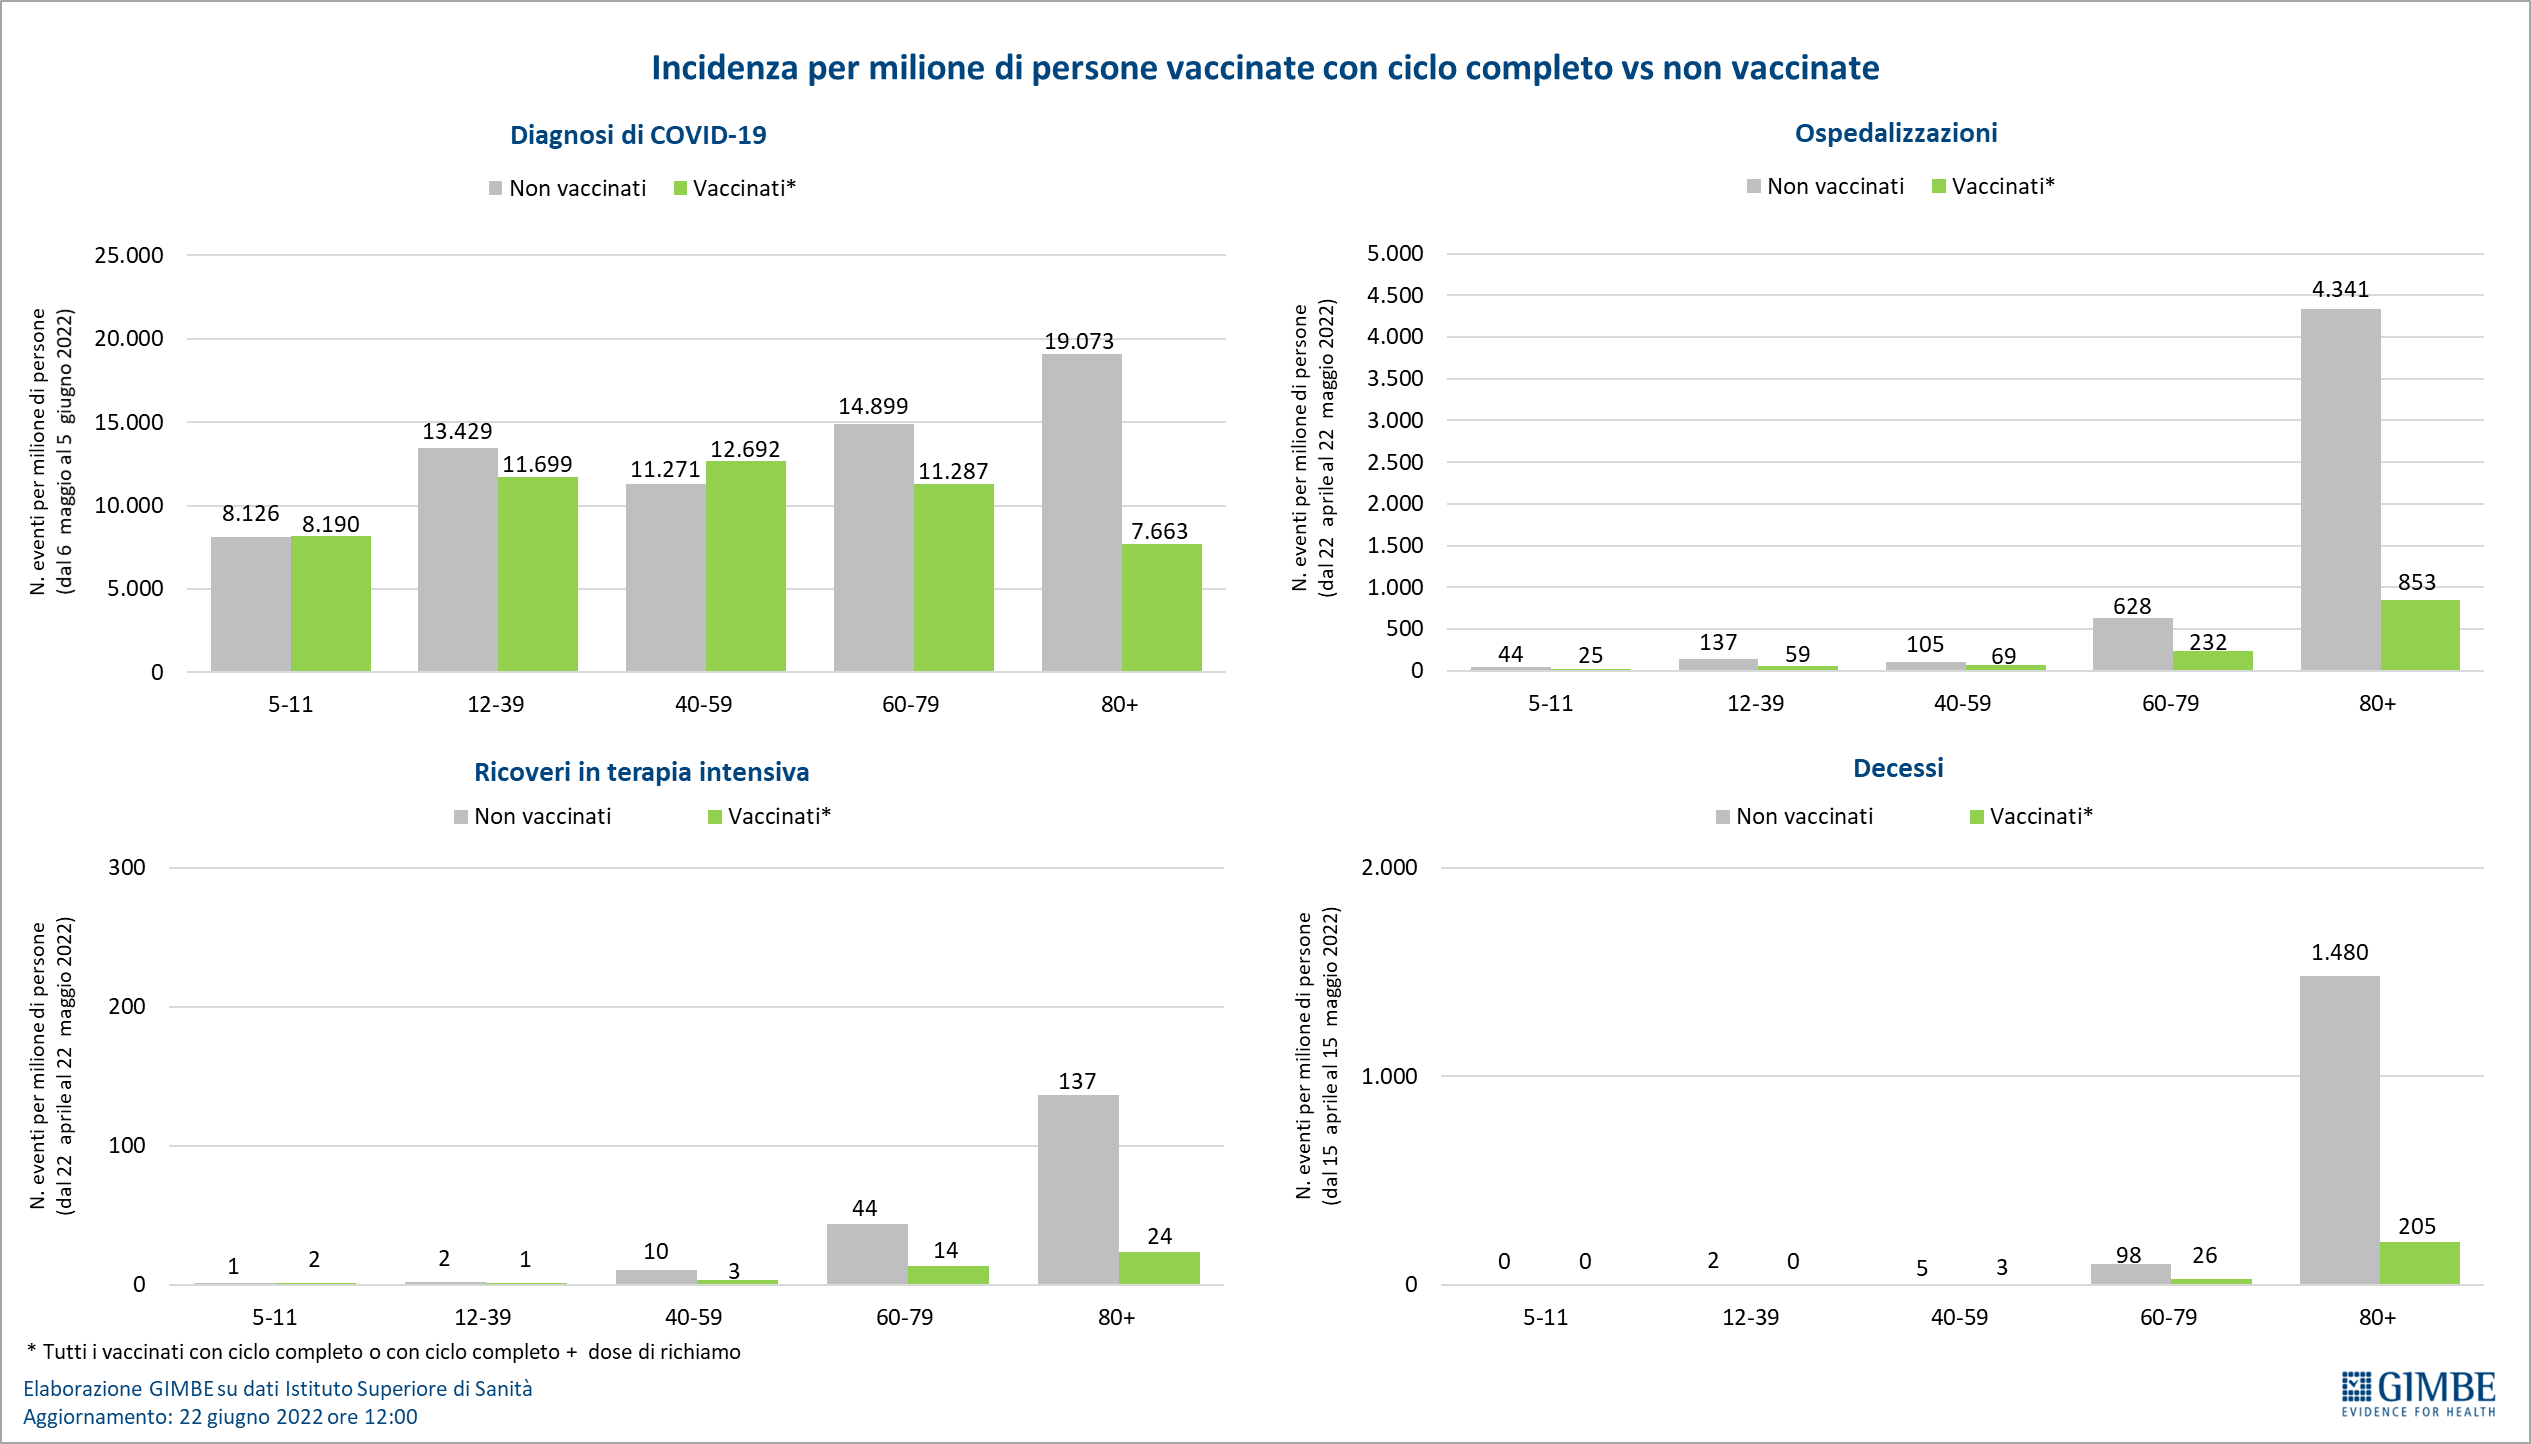 Incidenza per milione di persone vaccinate con ciclo completo vs non vaccinate
Diagnosi di COVID-19
Non vaccinati Vaccinati*
N. eventi per milione di persone
(dal 6 maggio al 5 giugno 2022)
25.000
20.000
15.000
10.000
5.000
0
8.126 8.190
13.429 11.699
11.271 12.692
14.899 11.287
19.073 7.663
5-11 12-39 40-59 60-79 80+
Ospedalizzazioni
Non vaccinati Vaccinati*
N. eventi per milione di persone
(dal 22 aprile al 22 maggio 2022)
5.000
4.500
4.000
3.500
3.000
2.500
2.000
1.500
1.000
500
0
44 25
137 59
105 69
628 232
4.341 853
5-11 12-39 40-59 60-79 80+
Ricoveri in terapia intensiva
Non vaccinati Vaccinati*
N. eventi per milione di persone
(dal 22 aprile al 22 maggio 2022)
300
200
100
0
1 2
2 1
10 3
44 14
137 24
5-11 12-39 40-59 60-79 80+
Decessi
Non vaccinati Vaccinati*
N. eventi per milione di persone
(dal 15 aprile al 15 maggio 2022)
2.000
1.000
0
0 0
2 0
5 3
98 26
1.480 205
5-11 12-39 40-59 60-79 80+
* Tutti i vaccinati con ciclo completo o con ciclo completo + dose di richiamo
Elaborazione GIMBE su dati Istituto Superiore di Sanità
Aggiornamento: 22 giugno 2022 ore 12:00
GIMBE
EVIDENCE FOR HEALTH